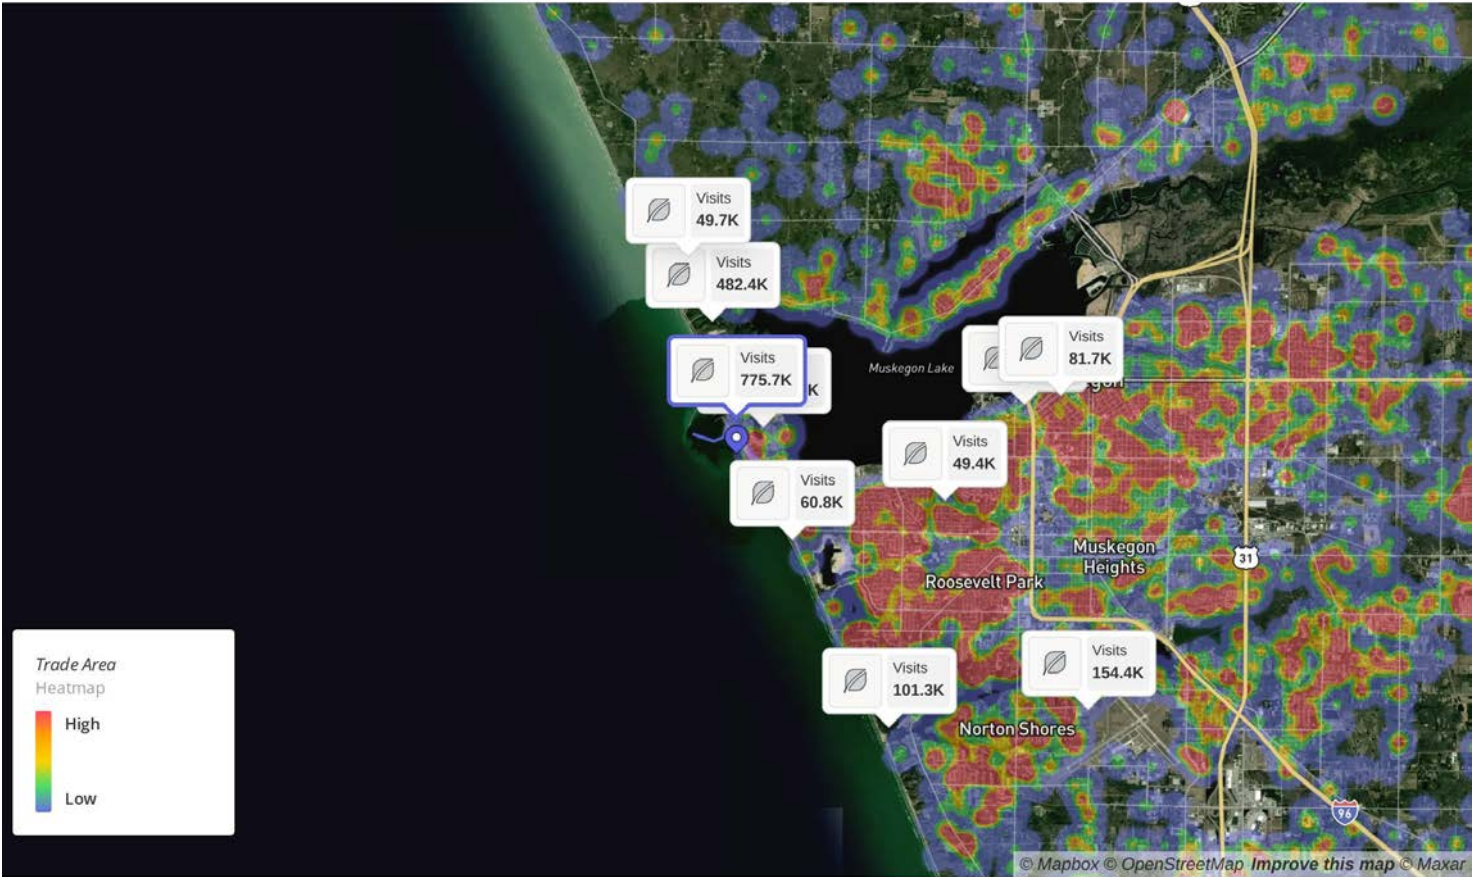 Visits
49.7K
Visits
482.4K
Visits
775.7K
K
Visits
81.7K
Muskegon Lake
Visits
49.4K
Visits
60.8K
Muskegon
Heights
31
Roosevelt Park
Visits
101.3K
Visits
154.4K
Norton Shores
Trade Area
Heatmap
High
Low
96
© Mapbox © OpenStreetMap Improve this map © Maxar